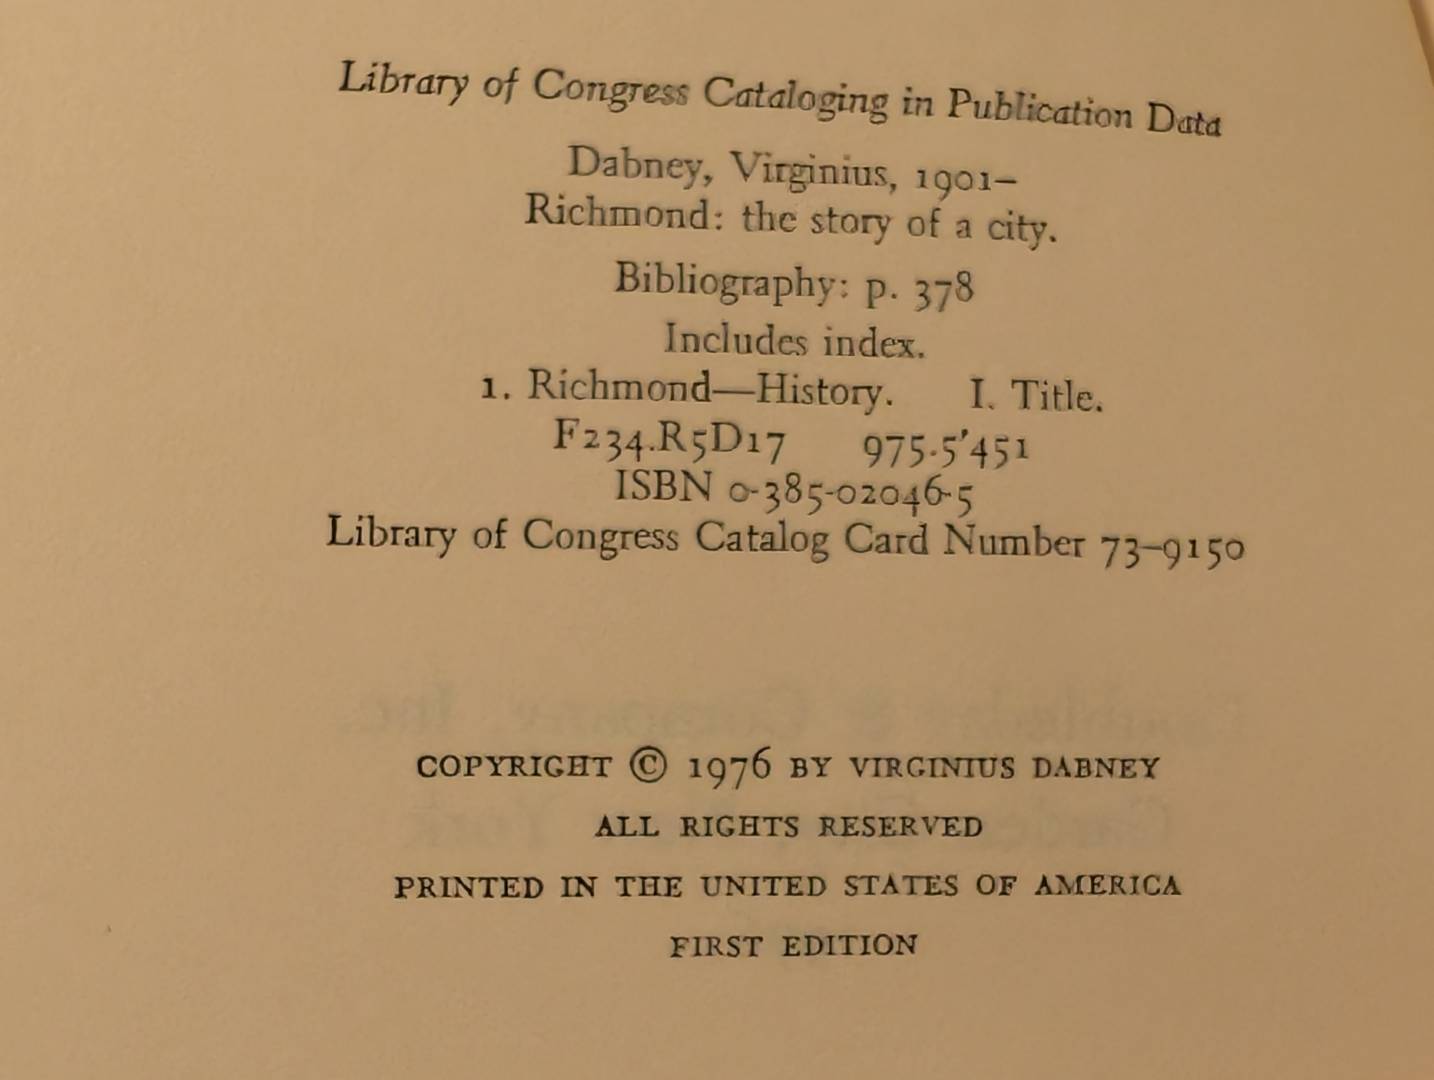 Library of Congress Cataloging in Publication Data
Dabney, Virginius, 1901–
Richmond: the story of a city.
Bibliography: p. 378
Includes index.
1. Richmond—History. I. Title.
F234.R5D17 975.5'451
ISBN 0-385-02046-5
Library of Congress Catalog Card Number 73–9150
COPYRIGHT © 1976 BY VIRGINIUS DABNEY
ALL RIGHTS RESERVED
PRINTED IN THE UNITED STATES OF AMERICA
FIRST EDITION